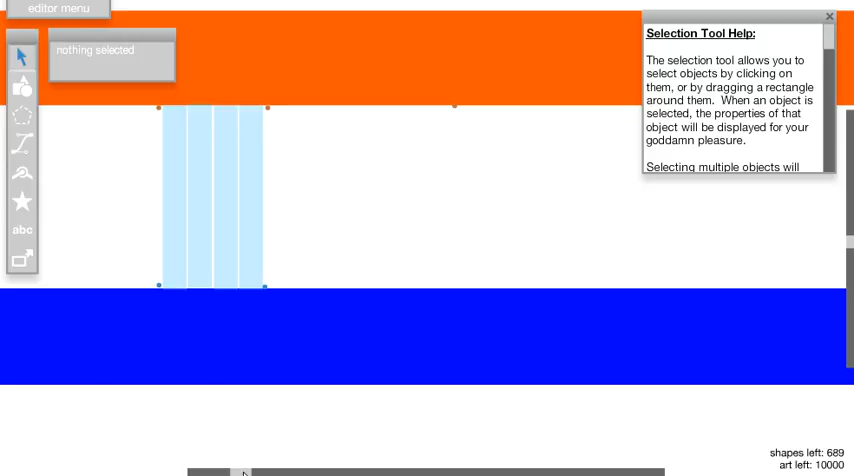 editor menu
nothing selected
abc
Selection Tool Help:
The selection tool allows you to
select objects by clicking on
them, or by dragging a rectangle
around them. When an object is
selected, the properties of that
object will be displayed for your
goddamn pleasure.
Selecting multiple objects will
shapes left: 689
art left: 10000